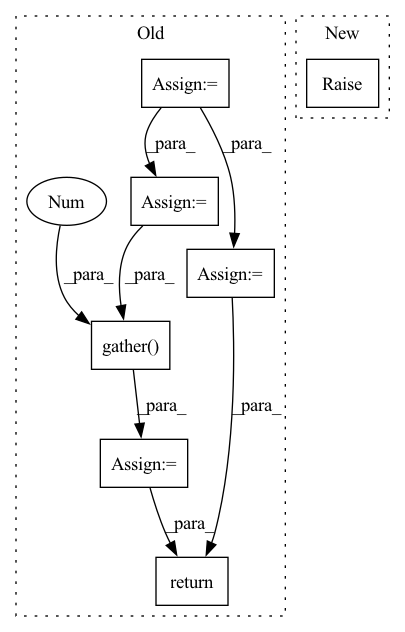 Old
New
Assign:=
Raise
_para_
_para_
Num
Assign:=
Assign:=
_para_
_para_
gather()
_para_
_para_
Assign:=
_para_
return